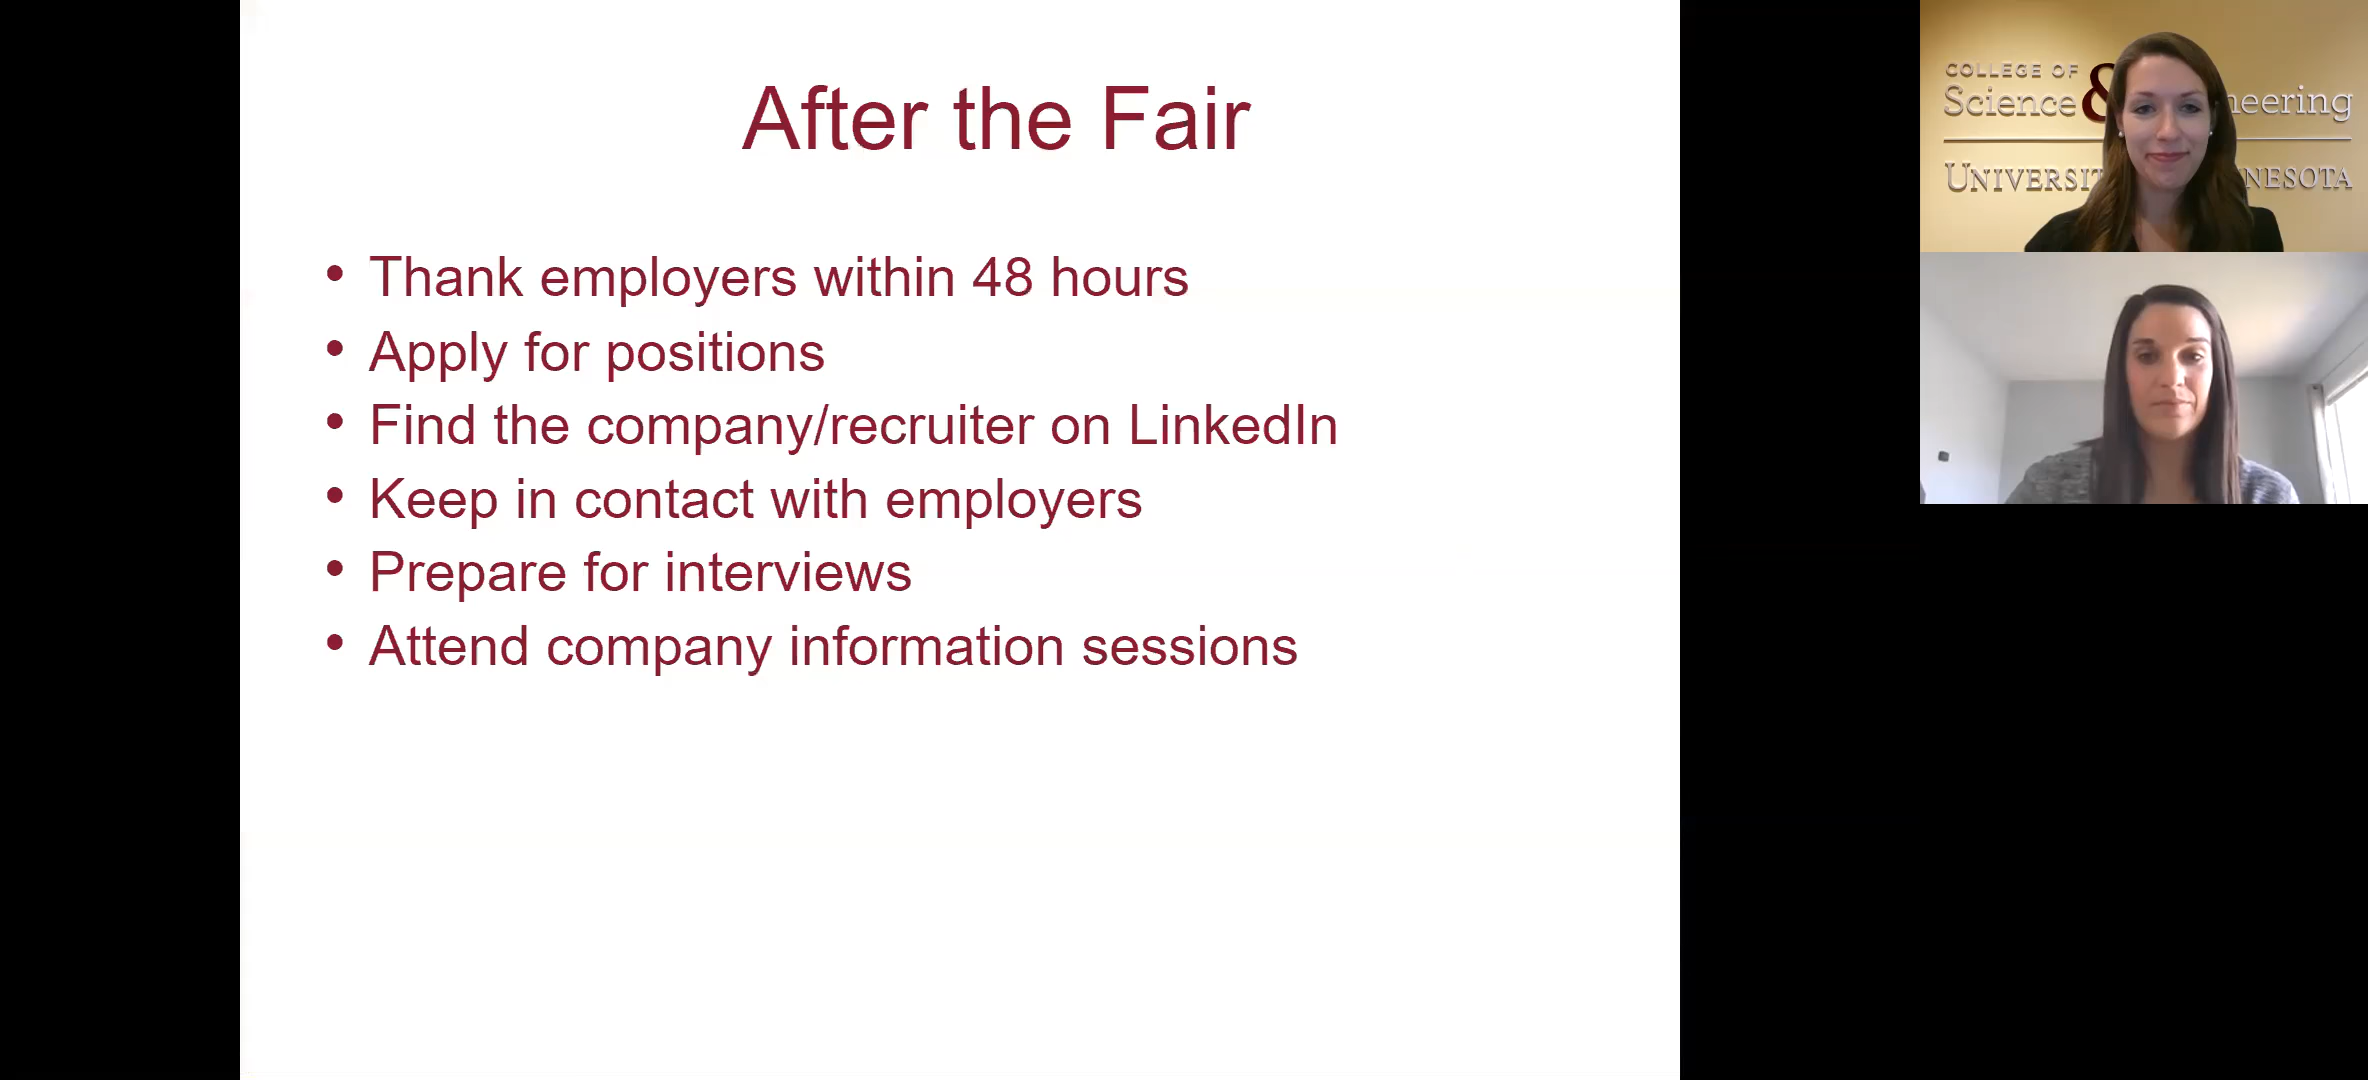 After the Fair
• Thank employers within 48 hours
• Apply for positions
• Find the company/recruiter on LinkedIn
• Keep in contact with employers
• Prepare for interviews
• Attend company information sessions
COLLEGE OF
Science &
UNIVERSI